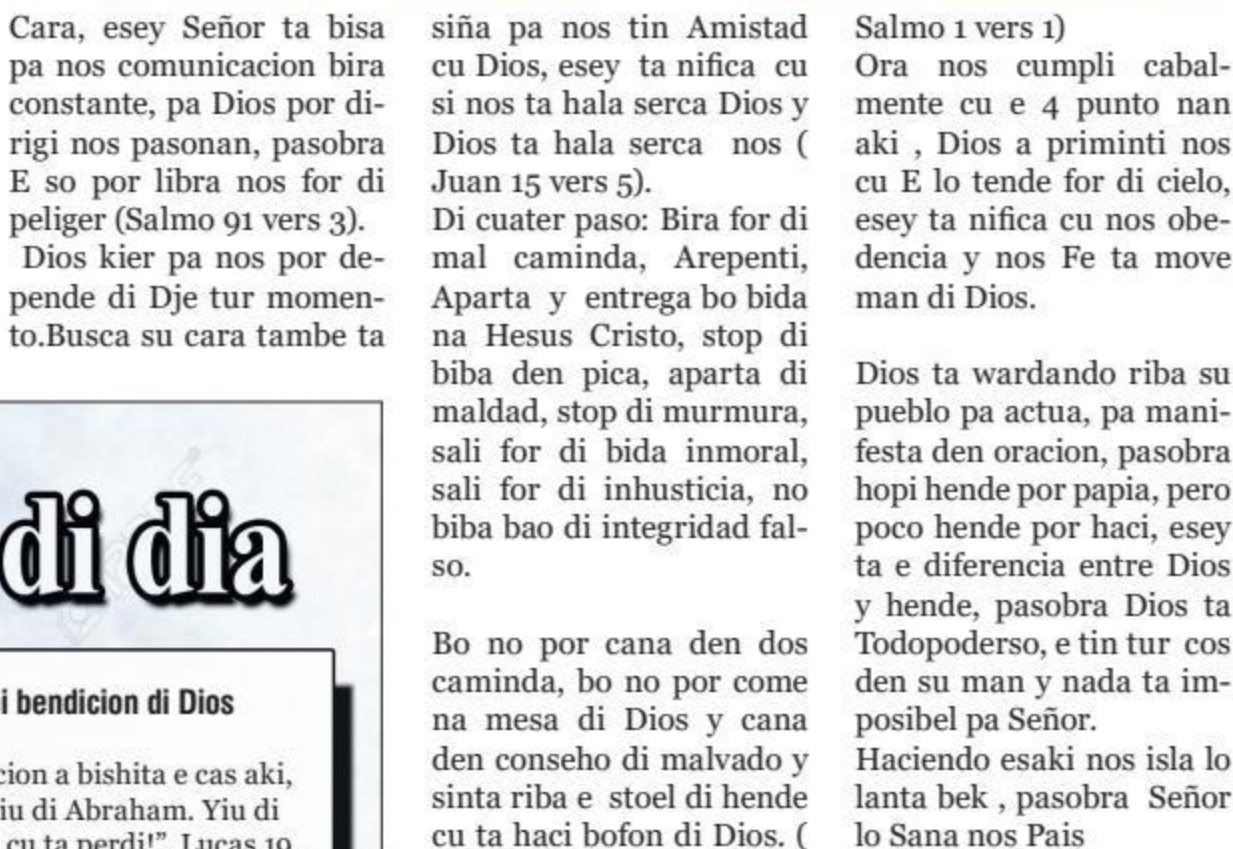 Cara, esey Señor ta bisa
pa nos comunicacion bira
constante, pa Dios por di-
rigi nos pasonan, pasobra
E so por libra nos for di
peliger (Salmo 91 vers 3).
Dios kier pa nos por de-
pende di Dje tur momen-
to.Busca su cara tambe ta
siña pa nos tin Amistad
cu Dios, esey ta nifica cu
si nos ta hala serca Dios y
Dios ta hala serca nos (
Juan 15 vers 5).
Di cuater paso: Bira for di
mal caminda, Arepenti,
Aparta y entrega bo bida
na Hesus Cristo, stop di
biba den pica, aparta di
maldad, stop di murmura,
sali for di bida inmoral,
sali for di inhusticia, no
biba bao di integridad fal-
so.
Bo no por cana den dos
caminda, bo no por come
na mesa di Dios y cana
den conseho di malvado y
sinta riba e stoel di hende
cu ta haci bofon di Dios. (
Salmo 1 vers 1)
Ora nos cumpli cabal-
mente cu e 4 punto nan
aki , Dios a priminti nos
cu E lo tende for di cielo,
esey ta nifica cu nos obe-
dencia y nos Fe ta move
man di Dios.
Dios ta wardando riba su
pueblo pa actua, pa mani-
festa den oracion, pasobra
hopi hende por papia, pero
poco hende por haci, esey
ta e diferencia entre Dios
y hende, pasobra Dios ta
Todopoderso, e tin tur cos
den su man y nada ta im-
posibel pa Señor.
Haciendo esaki nos isla lo
lanta bek , pasobra Señor
lo Sana nos Pais
di dia
bendicion di Dios
cion a bishita e cas aki,
iu di Abraham. Yiu di
cu ta perdi!”. Lucas 19